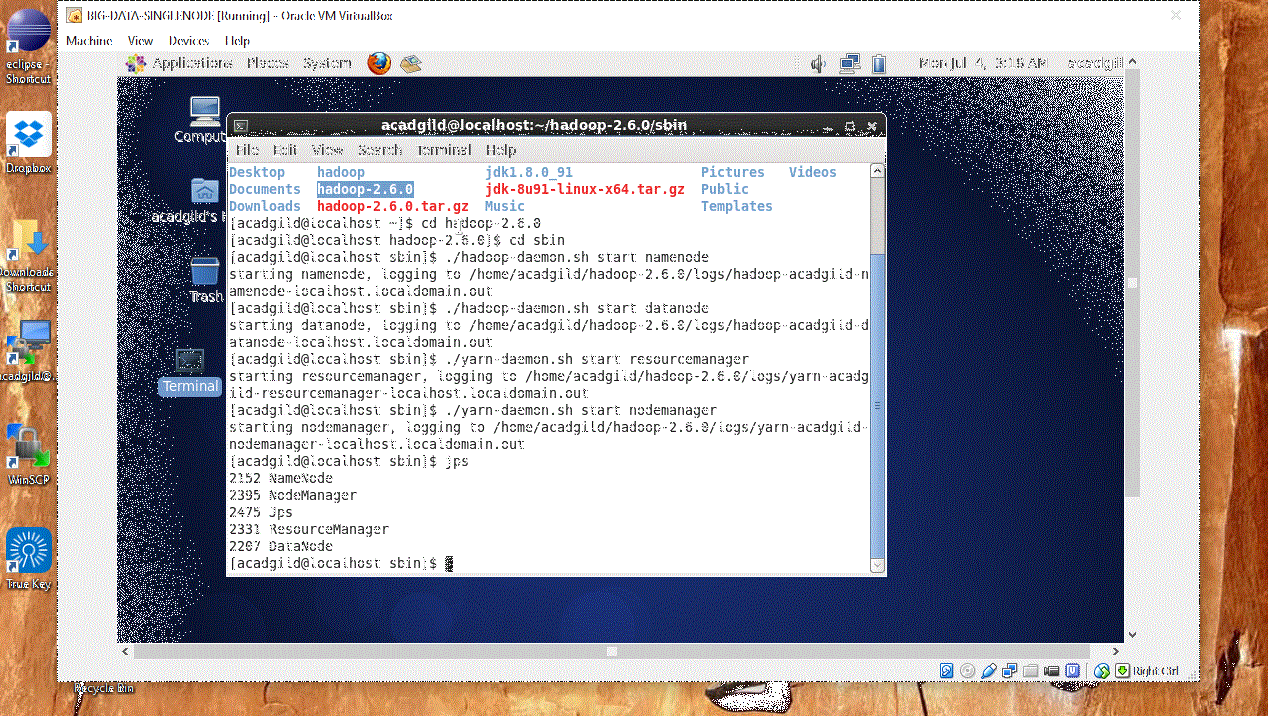 BIG-DATA-SINGLENODE [Running] - Oracle VM VirtualBox
Machine View Devices Help
Applications Places System
Mon Jul 4, 3:16 AM acadgil
eclipse -
Shortcut
Dropbox
Downloads
Shortcut
acadgild@...
WinSCP
True Key
Recycle Bin
Comput
acadgild's
Trash
Terminal
acadgild@localhost:~/hadoop-2.6.0/sbin
File Edit View Search Terminal Help
Desktop hadoop jdk1.8.0_91 Pictures Videos
Documents hadoop-2.6.0 jdk-8u91-linux-x64.tar.gz Public
Downloads hadoop-2.6.0.tar.gz Music Templates
[acadgild@localhost ~]$ cd hadoop-2.6.0
[acadgild@localhost hadoop-2.6.0]$ cd sbin
[acadgild@localhost sbin]$ ./hadoop-daemon.sh start namenode
starting namenode, logging to /home/acadgild/hadoop-2.6.0/logs/hadoop-acadgild-n
amenode-localhost.localdomain.out
[acadgild@localhost sbin]$ ./hadoop-daemon.sh start datanode
starting datanode, logging to /home/acadgild/hadoop-2.6.0/logs/hadoop-acadgild-d
atanode-localhost.localdomain.out
[acadgild@localhost sbin]$ ./yarn-daemon.sh start resourcemanager
starting resourcemanager, logging to /home/acadgild/hadoop-2.6.0/logs/yarn-acadg
ild-resourcemanager-localhost.localdomain.out
[acadgild@localhost sbin]$ ./yarn-daemon.sh start nodemanager
starting nodemanager, logging to /home/acadgild/hadoop-2.6.0/logs/yarn-acadgild-
nodemanager-localhost.localdomain.out
[acadgild@localhost sbin]$ jps
2152 NameNode
2395 NodeManager
2475 Jps
2331 ResourceManager
2207 DataNode
[acadgild@localhost sbin]$
Right Ctrl